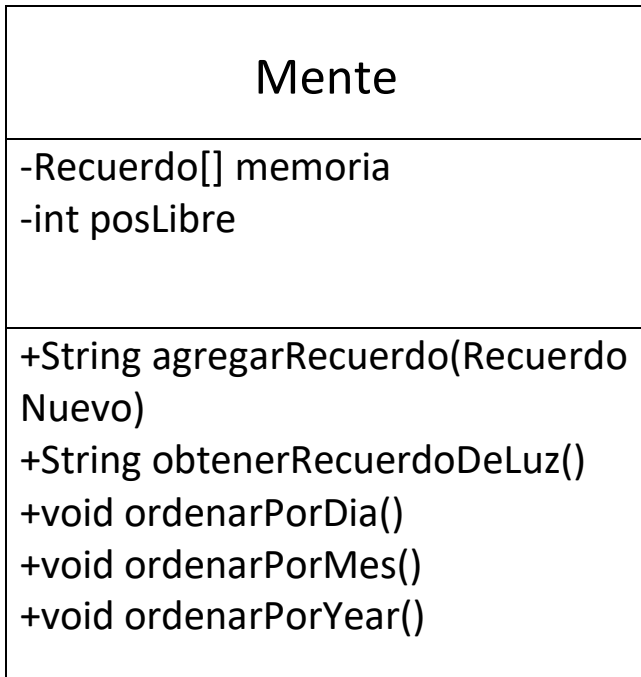 Mente
-Recuerdo[] memoria
-int posLibre
+String agregarRecuerdo(Recuerdo
Nuevo)
+String obtenerRecuerdoDeLuz()
+void ordenarPorDia()
+void ordenarPorMes()
+void ordenarPorYear()